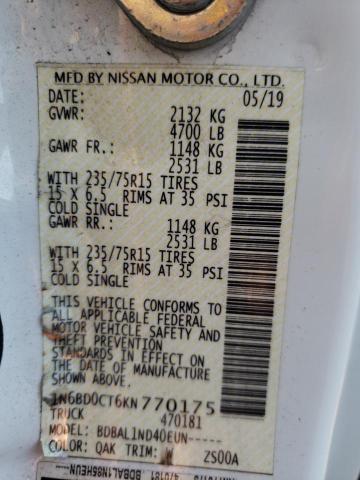 MFD BY NISSAN MOTOR CO., LTD.
DATE: 05/19
GVWR: 2132 KG
4700 LB
GAWR FR.: 1148 KG
2531 LB
WITH 235/75R15 TIRES
15 X 6.5 RIMS AT 35 PSI
COLD SINGLE
GAWR RR.: 1148 KG
2531 LB
WITH 235/75R15 TIRES
15 X 6.5 RIMS AT 35 PSI
COLD SINGLE
THIS VEHICLE CONFORMS TO
ALL APPLICABLE FEDERAL
MOTOR VEHICLE SAFETY AND
THEFT PREVENTION
STANDARDS IN EFFECT ON
THE DATE OF MANUFACTURE
SHOWN ABOVE.
1N6BD0CT6KN770175
TRUCK 470181
MODEL: BDBAL1ND40EUN-----
COLOR: QAK TRIM: W ZS00A